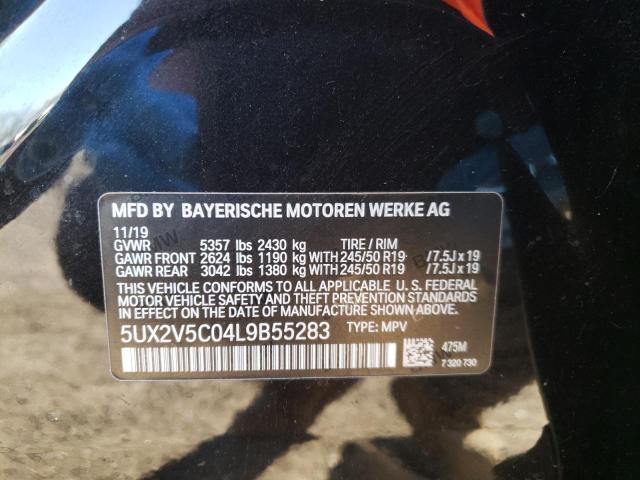 MFD BY BAYERISCHE MOTOREN WERKE AG
11/19
GVWR 5357 lbs 2430 kg TIRE / RIM
GAWR FRONT 2624 lbs 1190 kg WITH 245/50 R19 /7.5J x 19
GAWR REAR 3042 lbs 1380 kg WITH 245/50 R19 /7.5J x 19
THIS VEHICLE CONFORMS TO ALL APPLICABLE U. S. FEDERAL
MOTOR VEHICLE SAFETY, BUMPER, AND THEFT PREVENTION
STANDARDS IN EFFECT ON THE DATE OF MANUFACTURE SHOWN ABOVE.
5UX2V5C04L9B55283 TYPE: MPV
475M
7 320 730